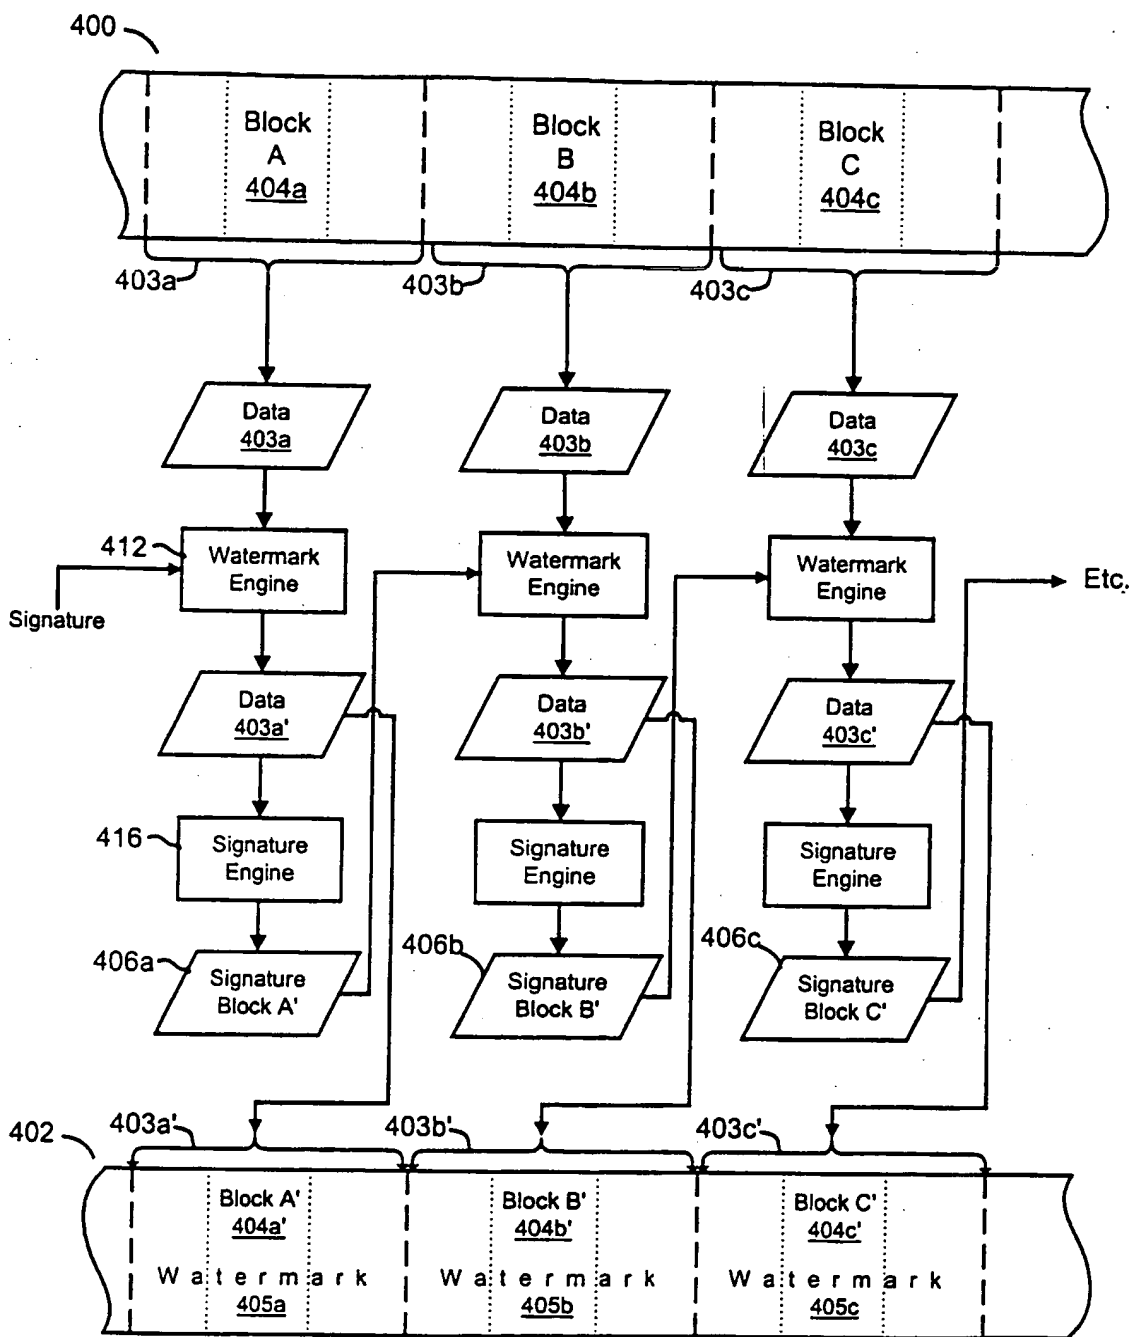 400
Block
A
404a
Block
B
404b
Block
C
404c
403a
403b
403c
Data
403a
Data
403b
Data
403c
412
Watermark
Engine
Watermark
Engine
Watermark
Engine
Etc.
Signature
Data
403a'
Data
403b'
Data
403c'
416
Signature
Engine
Signature
Engine
Signature
Engine
406a
Signature
Block A'
406b
Signature
Block B'
406c
Signature
Block C'
402
403a'
403b'
403c'
Block A'
404a'
Block B'
404b'
Block C'
404c'
Watermark
405a
Watermark
405b
Watermark
405c